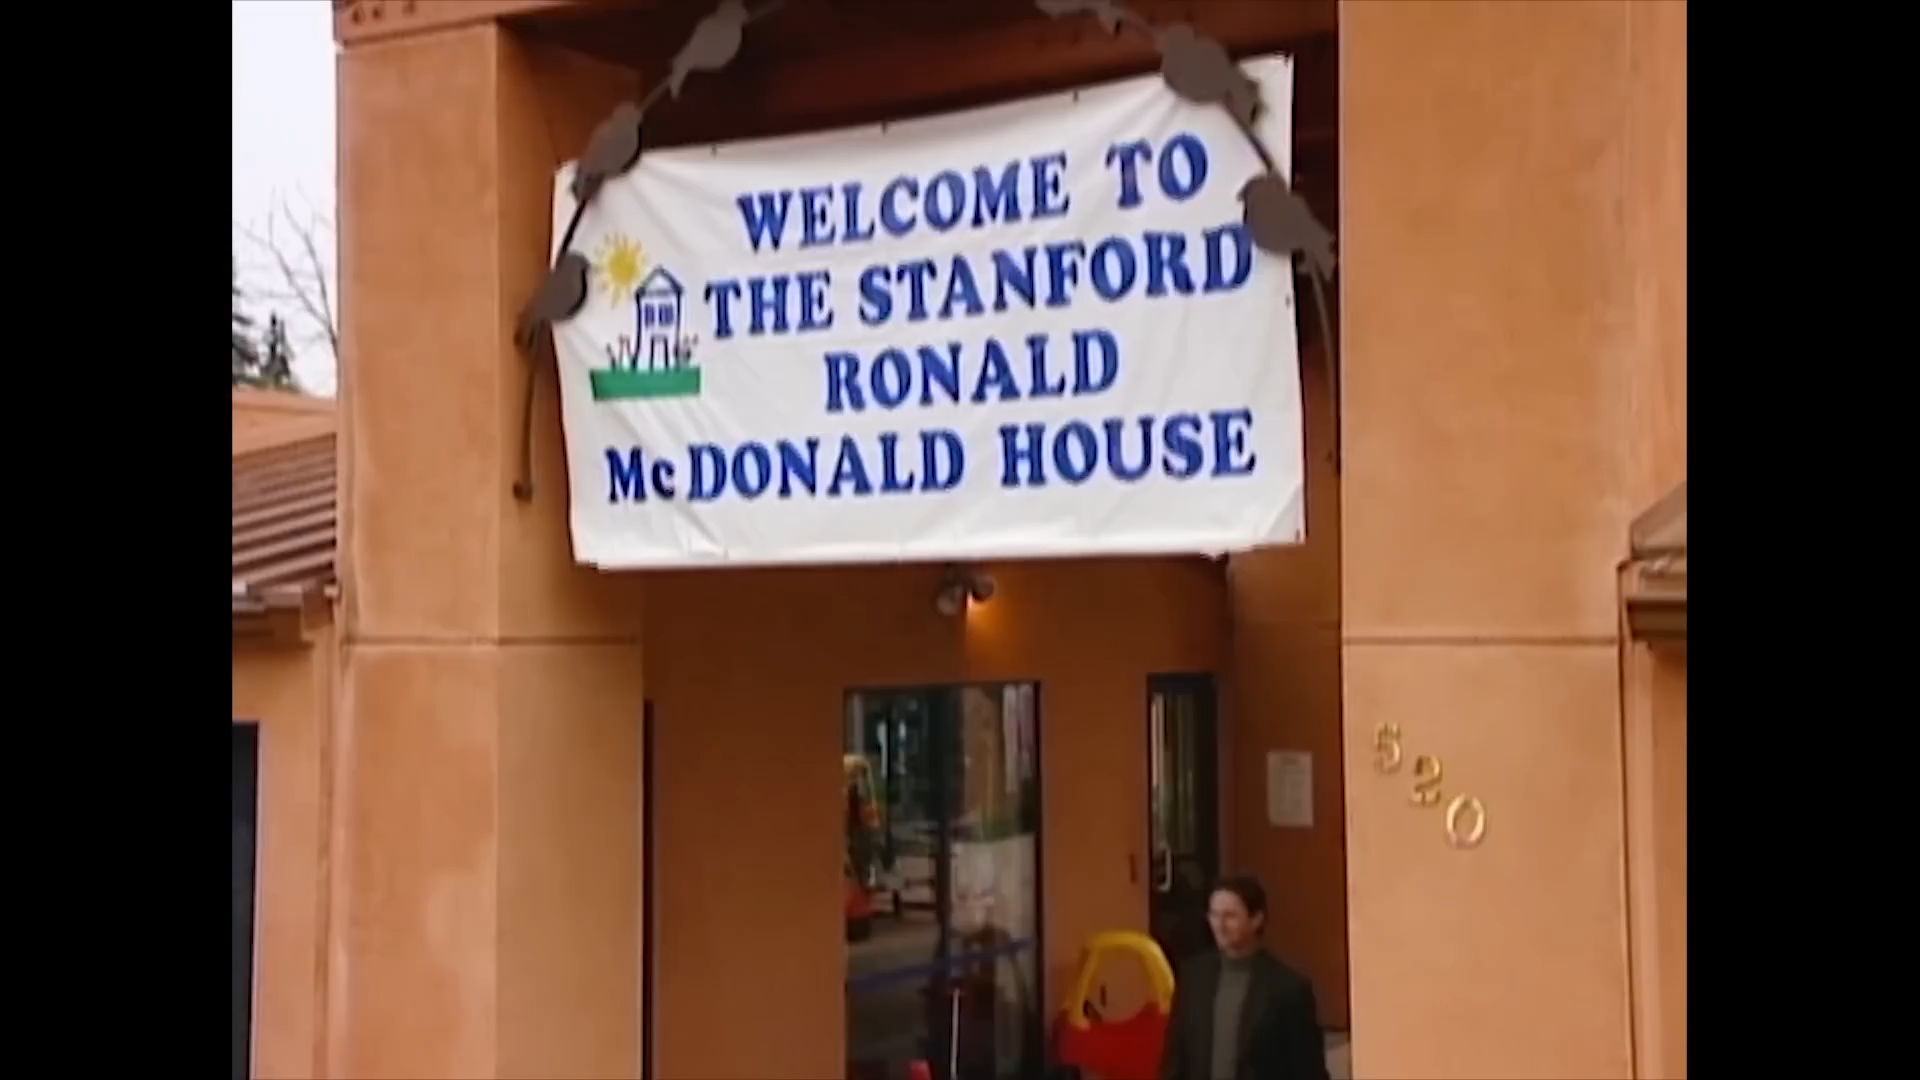 WELCOME TO
THE STANFORD
RONALD
McDONALD HOUSE
520